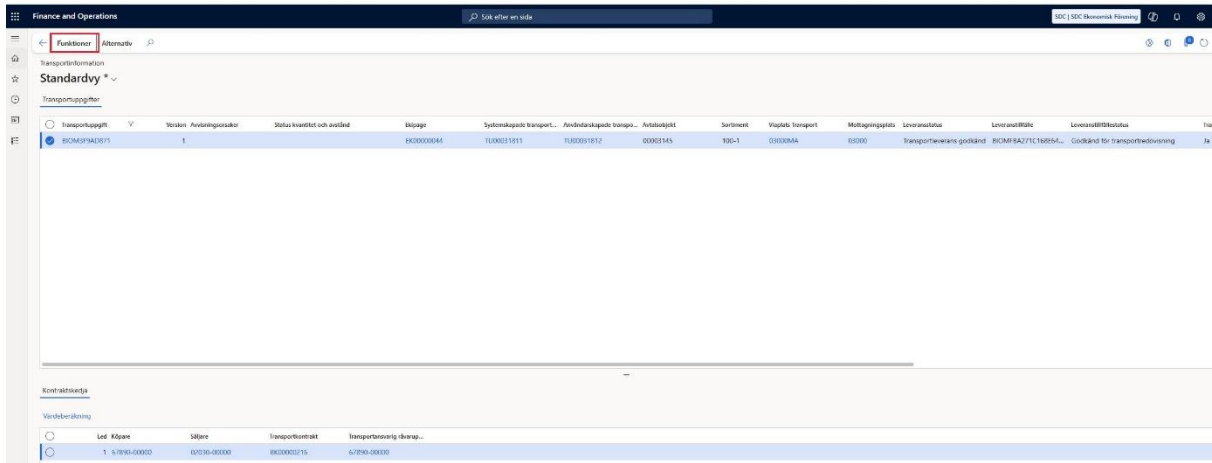 Finance and Operations
Sök efter en sida
SDC | SDC Ekonomisk Förening
Funktioner Alternativ
Transportinformation
Standardvy *
Transportuppgifter
Transportuppgift Version Avvisningsorsaker Status kvantitet och avstånd Ekipage Systemskapade transport... Användarskapade transpo... Avtalsobjekt Sortiment Viaplats Transport Mottagningsplats Leveransstatus Leveranstillfälle Leveranstillfällestatus
1 EK00000044 TU00031811 TU00031812 00003145 100-1 03000MA 03000 Transportleverans godkänd Godkänd för transportredovisning Ja
Kontraktskedja
Värdeberäkning
Led Köpare Säljare Transportkontrakt Transportansvarig råvarup...
1 67890-00000 02030-00000 67890-00000